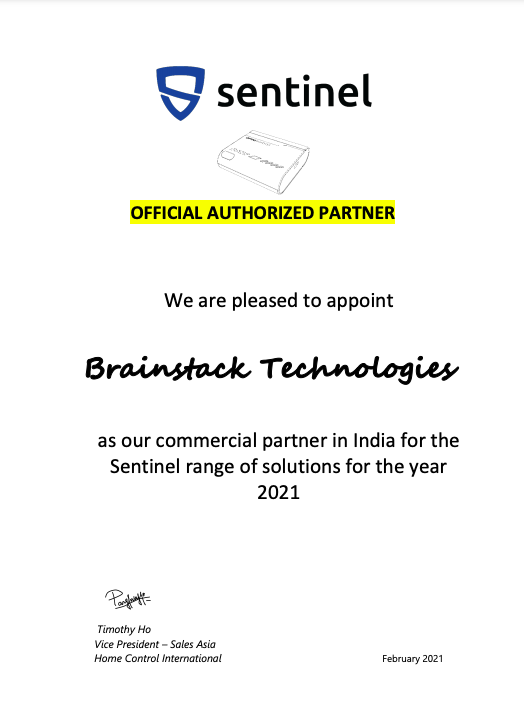 sentinel
OFFICIAL AUTHORIZED PARTNER
We are pleased to appoint
Brainstack Technologies
as our commercial partner in India for the
Sentinel range of solutions for the year
2021
Timothy Ho
Vice President – Sales Asia
Home Control International
February 2021